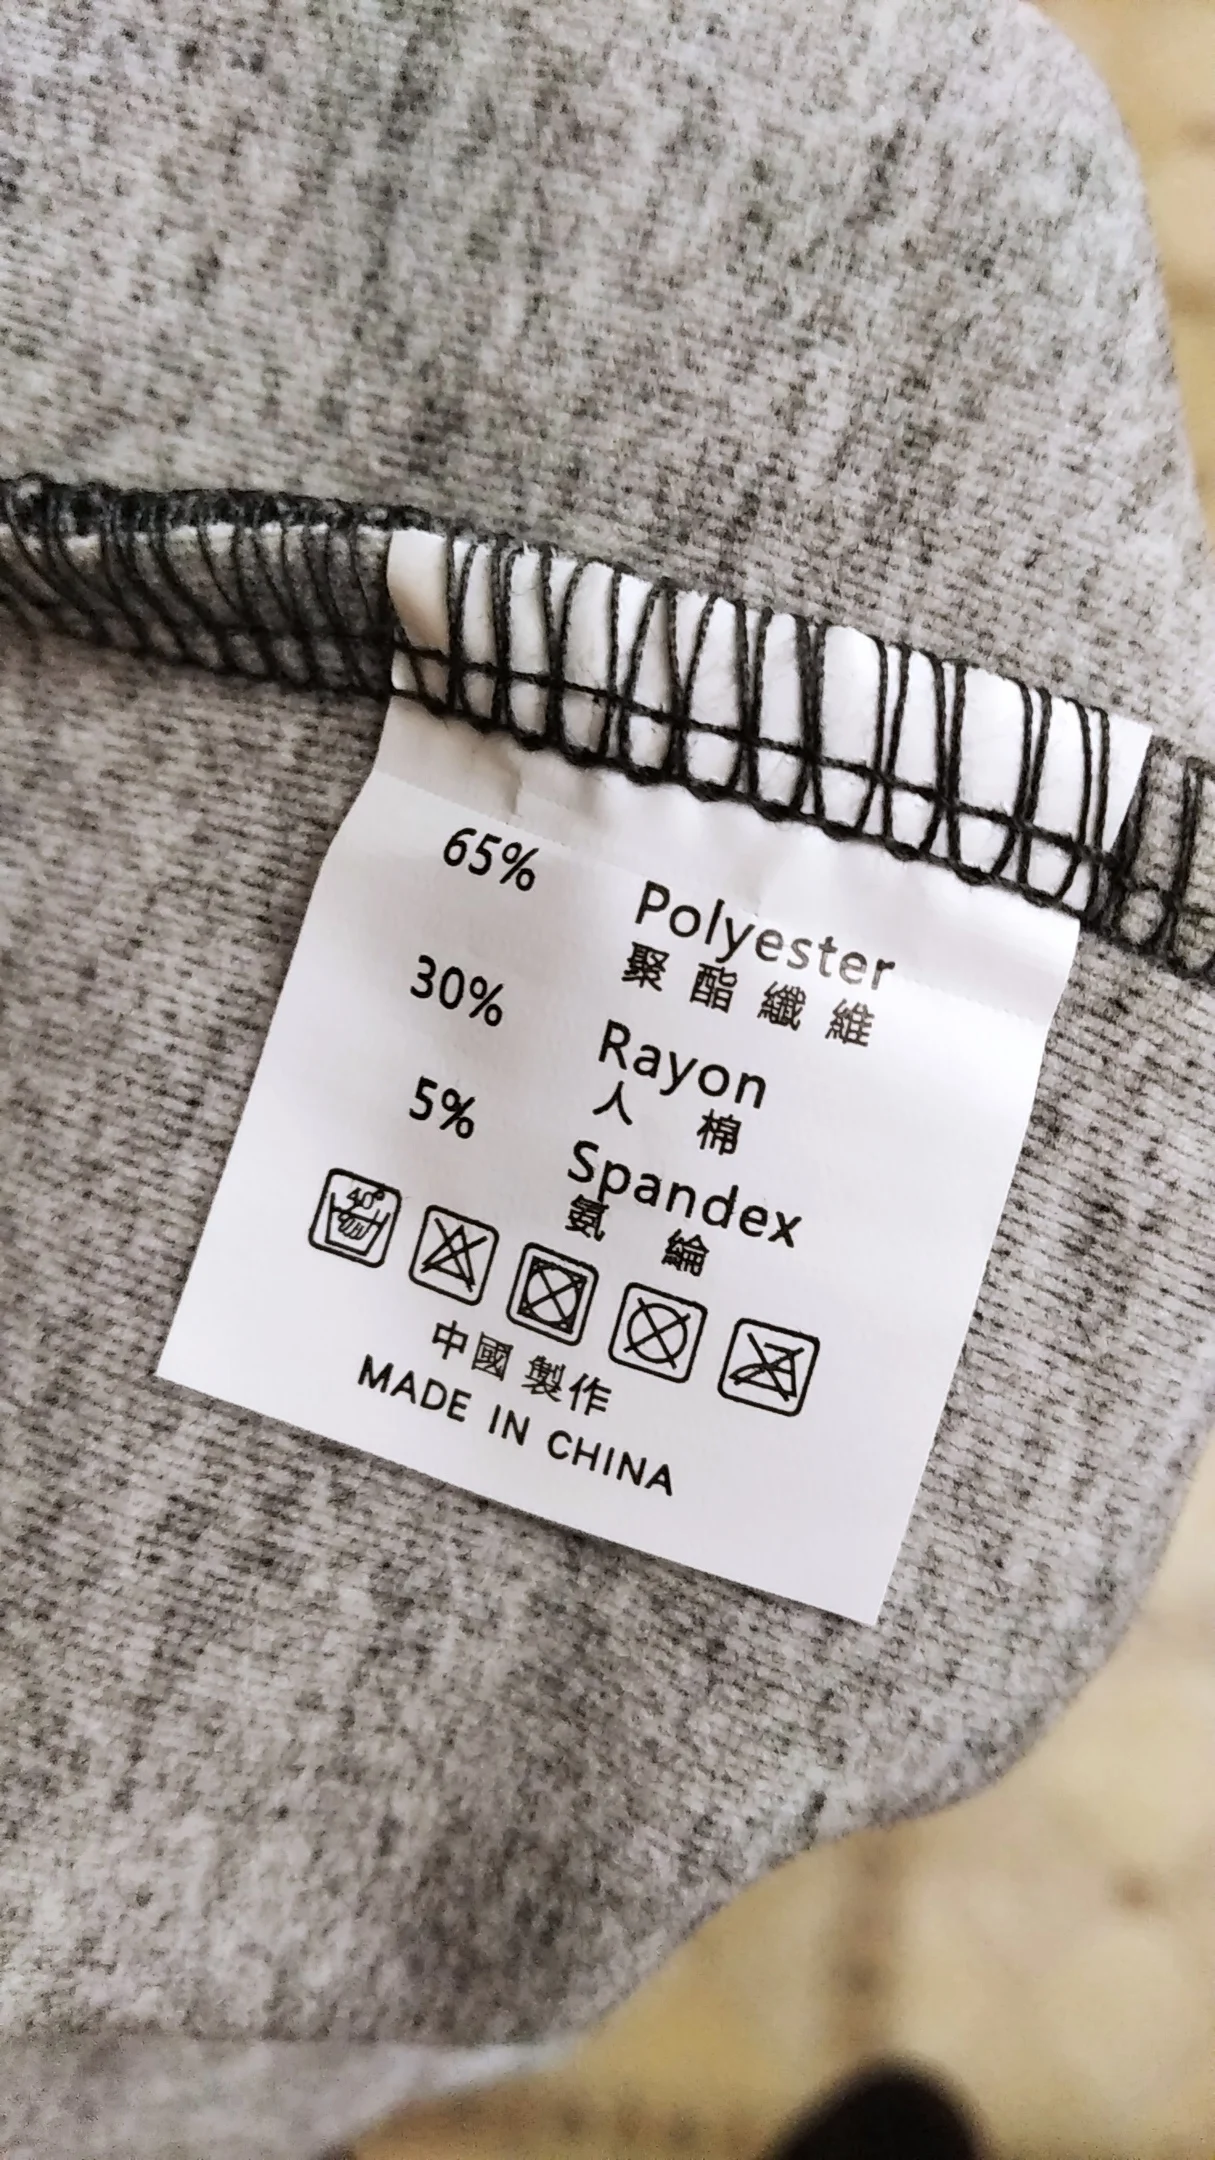 65% Polyester
聚酯纖維
30% Rayon
人棉
5% Spandex
氨綸
40°
中國製作
MADE IN CHINA